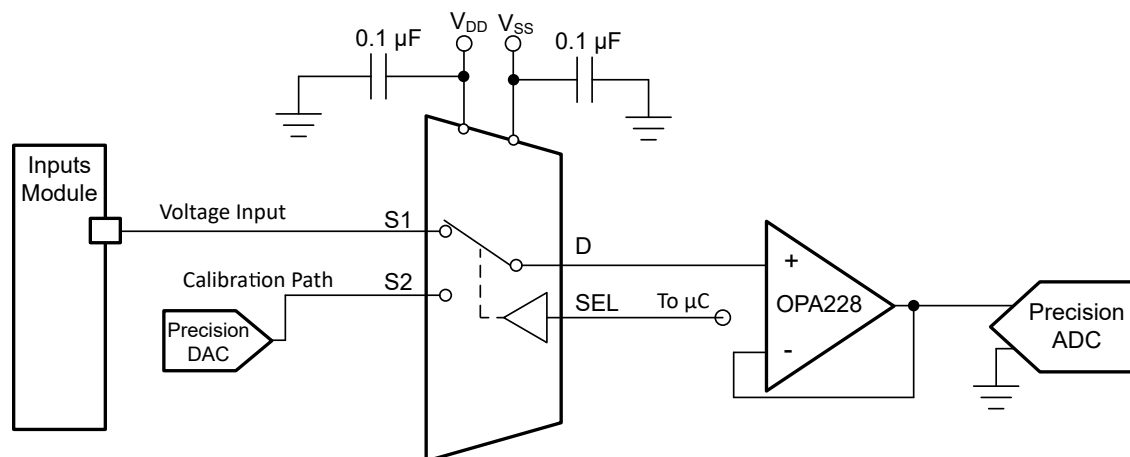 V_DD
V_SS
0.1 µF
0.1 µF
Inputs
Module
Voltage Input
S1
D
Calibration Path
S2
SEL
To µC
+
OPA228
-
Precision
DAC
Precision
ADC